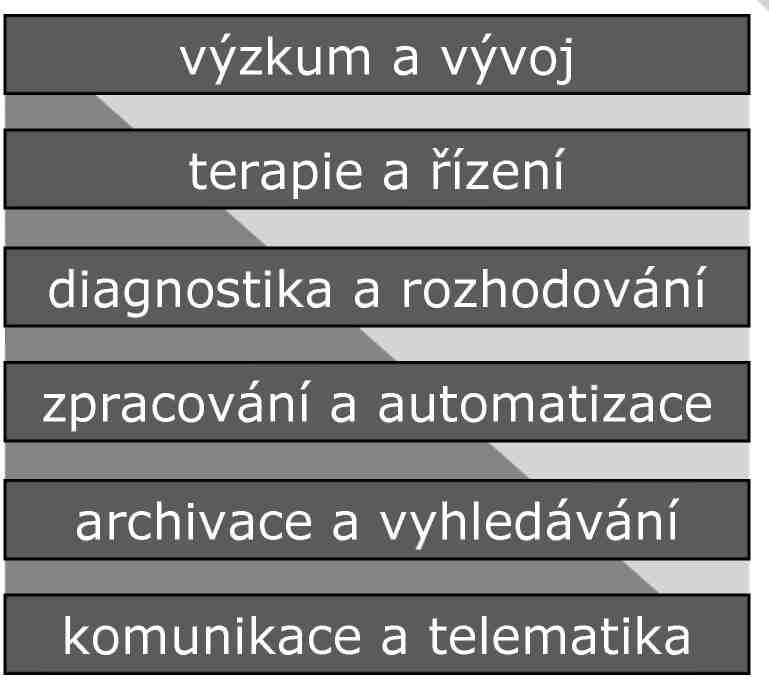 výzkum a vývoj
terapie a řízení
diagnostika a rozhodování
zpracování a automatizace
archivace a vyhledávání
komunikace a telematika